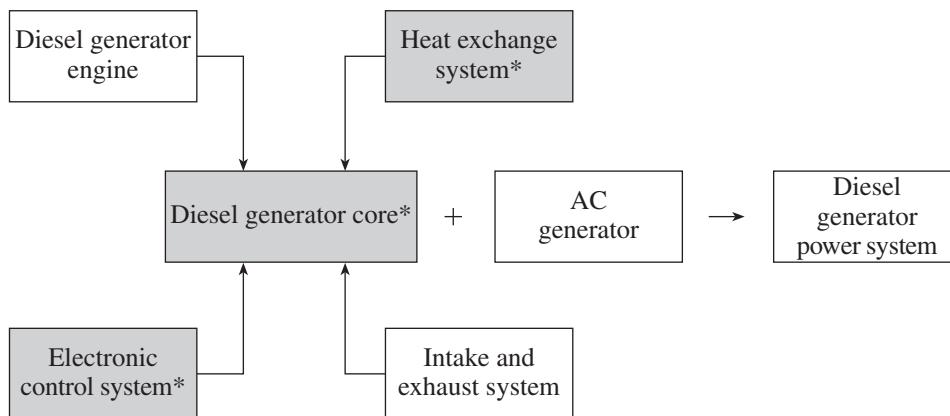 Diesel generator
engine
Heat exchange
system*
Diesel generator core*
+
AC
generator
Diesel
generator
power system
Electronic
control system*
Intake and
exhaust system